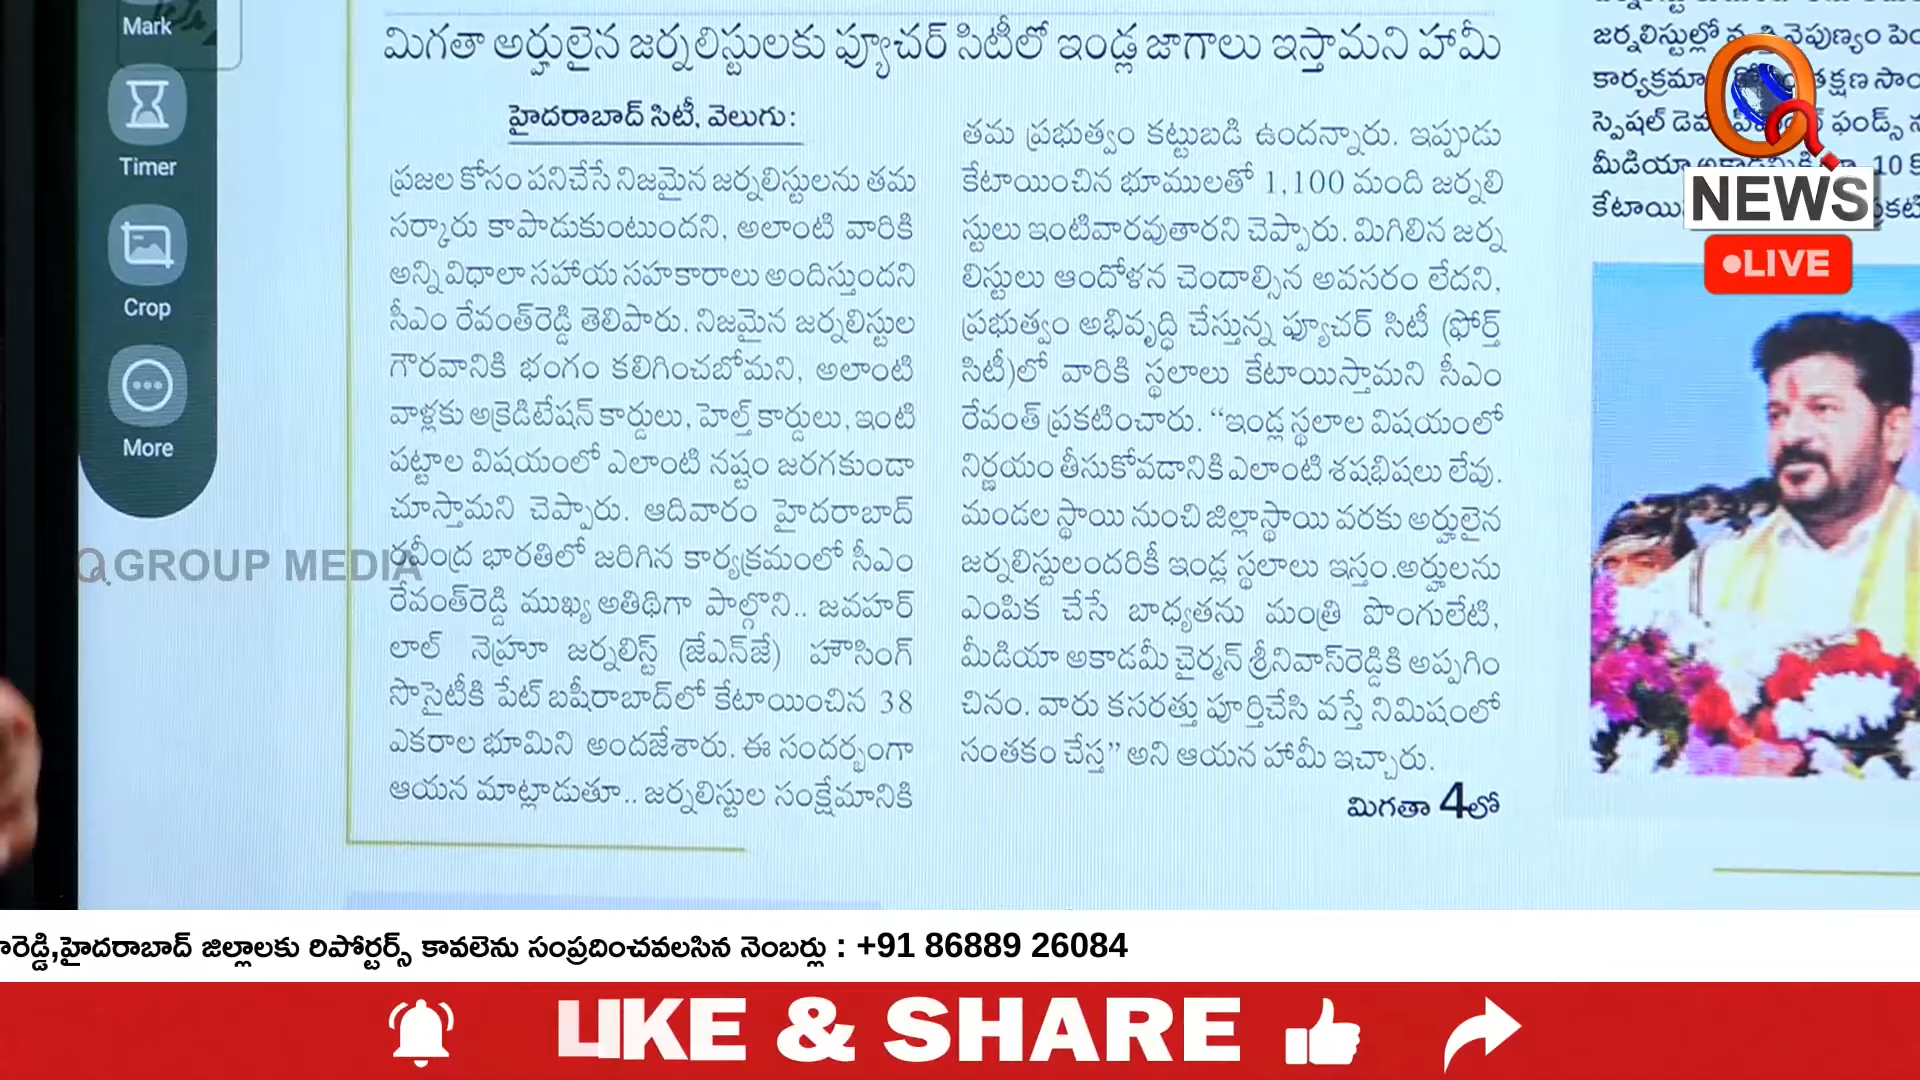 Mark
Timer
Crop
More
మిగతా అర్హులైన జర్నలిస్టులకు ఫ్యూచర్ సిటీలో ఇండ్ల జాగాలు ఇస్తామని హామీ
హైదరాబాద్ సిటీ, వెలుగు:
ప్రజల కోసం పనిచేసే నిజమైన జర్నలిస్టులను తమ
సర్కారు కాపాడుకుంటుందని, అలాంటి వారికి
అన్ని విధాలా సహాయ సహకారాలు అందిస్తుందని
సీఎం రేవంత్‌రెడ్డి తెలిపారు. నిజమైన జర్నలిస్టుల
గౌరవానికి భంగం కలిగించబోమని, అలాంటి
వాళ్లకు అక్రెడిటేషన్ కార్డులు, హెల్త్ కార్డులు, ఇంటి
పట్టాల విషయంలో ఎలాంటి నష్టం జరగకుండా
చూస్తామని చెప్పారు. ఆదివారం హైదరాబాద్
రవీంద్ర భారతిలో జరిగిన కార్యక్రమంలో సీఎం
రేవంత్‌రెడ్డి ముఖ్య అతిథిగా పాల్గొని.. జవహర్
లాల్ నెహ్రూ జర్నలిస్ట్ (జేఎన్‌జే) హౌసింగ్
సొసైటీకి పేట్ బషీరాబాద్‌లో కేటాయించిన 38
ఎకరాల భూమిని అందజేశారు. ఈ సందర్భంగా
ఆయన మాట్లాడుతూ.. జర్నలిస్టుల సంక్షేమానికి
తమ ప్రభుత్వం కట్టుబడి ఉందన్నారు. ఇప్పుడు
కేటాయించిన భూములతో 1,100 మంది జర్నలి
స్టులు ఇంటివారవుతారని చెప్పారు. మిగిలిన జర్న
లిస్టులు ఆందోళన చెందాల్సిన అవసరం లేదని,
ప్రభుత్వం అభివృద్ధి చేస్తున్న ఫ్యూచర్ సిటీ (ఫోర్త్
సిటీ)లో వారికి స్థలాలు కేటాయిస్తామని సీఎం
రేవంత్ ప్రకటించారు. “ఇండ్ల స్థలాల విషయంలో
నిర్ణయం తీసుకోవడానికి ఎలాంటి శషభిషలు లేవు.
మండల స్థాయి నుంచి జిల్లాస్థాయి వరకు అర్హులైన
జర్నలిస్టులందరికీ ఇండ్ల స్థలాలు ఇస్తం.అర్హులను
ఎంపిక చేసే బాధ్యతను మంత్రి పొంగులేటి,
మీడియా అకాడమీ చైర్మన్ శ్రీనివాస్‌రెడ్డికి అప్పగిం
చినం. వారు కసరత్తు పూర్తిచేసి వస్తే నిమిషంలో
సంతకం చేస్త” అని ఆయన హామీ ఇచ్చారు.
మిగతా 4లో
జర్నలిస్టుల్లో వృత్తి నైపుణ్యం
స్పెషల్ ఫండ్స్
మీడియా 10
Q
NEWS
LIVE
Q GROUP MEDIA
హైదరాబాద్ జిల్లాలకు రిపోర్టర్స్ కావలెను సంప్రదించవలసిన నెంబర్లు : +91 86889 26084
LIKE & SHARE